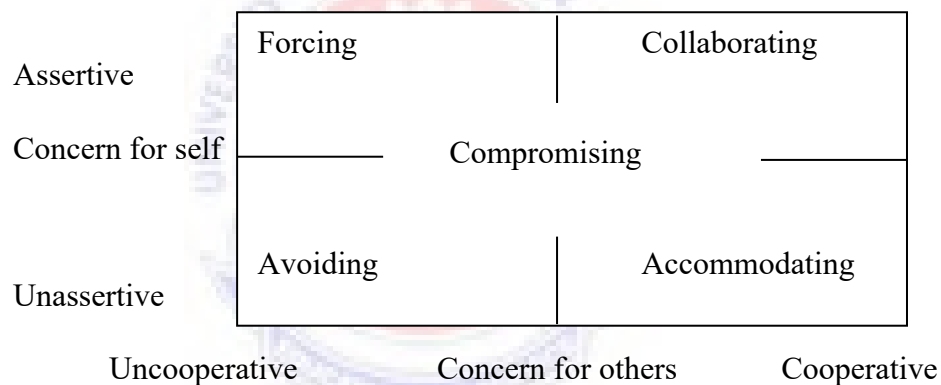 Forcing Collaborating
Assertive
Concern for self Compromising
Avoiding Accommodating
Unassertive
Uncooperative Concern for others Cooperative